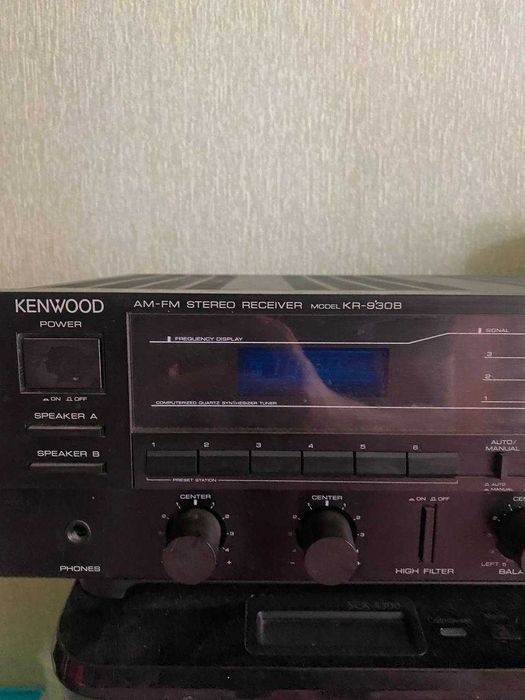 KENWOOD
AM-FM STEREO RECEIVER MODEL KR-930B
POWER
FREQUENCY DISPLAY
SIGNAL
3
2
1
ON OFF
COMPUTERIZED QUARTZ SYNTHESIZER TUNER
SPEAKER A
SPEAKER B
1 2 3 4 5 6
AUTO/
MANUAL
PRESET STATION
AUTO
MANUAL
CENTER
CENTER
ON OFF
PHONES
HIGH FILTER
LEFT 5
BALA